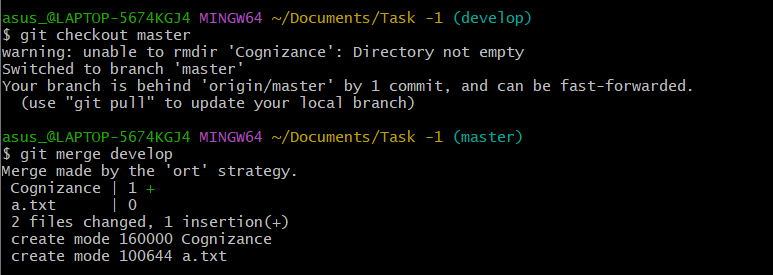 asus_@LAPTOP-5674KGJ4 MINGW64 ~/Documents/Task -1 (develop)
$ git checkout master
warning: unable to rmdir 'Cognizance': Directory not empty
Switched to branch 'master'
Your branch is behind 'origin/master' by 1 commit, and can be fast-forwarded.
  (use "git pull" to update your local branch)

asus_@LAPTOP-5674KGJ4 MINGW64 ~/Documents/Task -1 (master)
$ git merge develop
Merge made by the 'ort' strategy.
 Cognizance | 1 +
 a.txt      | 0
 2 files changed, 1 insertion(+)
 create mode 160000 Cognizance
 create mode 100644 a.txt